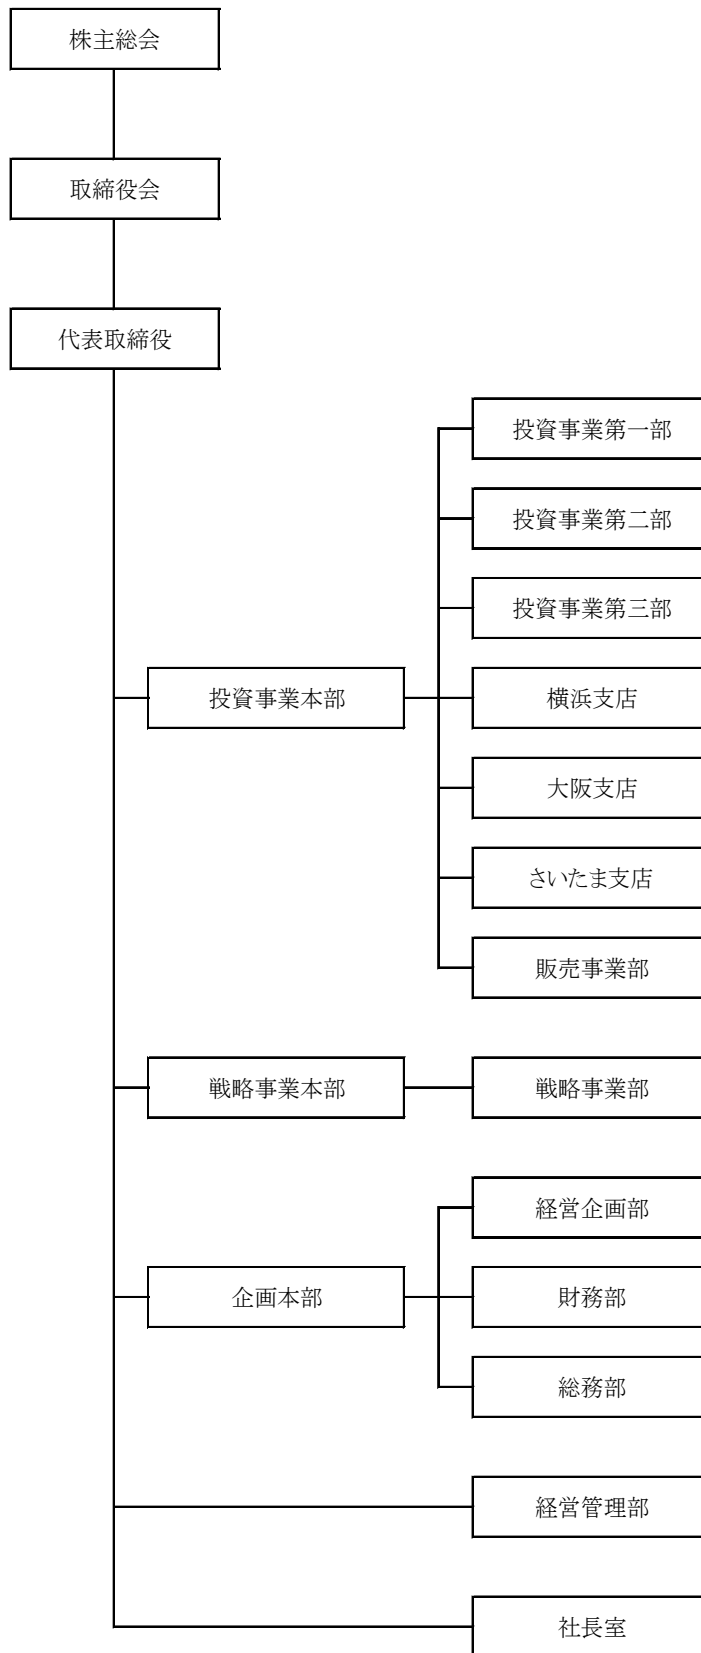 株主総会
取締役会
代表取締役
投資事業第一部
投資事業第二部
投資事業第三部
投資事業本部
横浜支店
大阪支店
さいたま支店
販売事業部
戦略事業本部
戦略事業部
経営企画部
企画本部
財務部
総務部
経営管理部
社長室